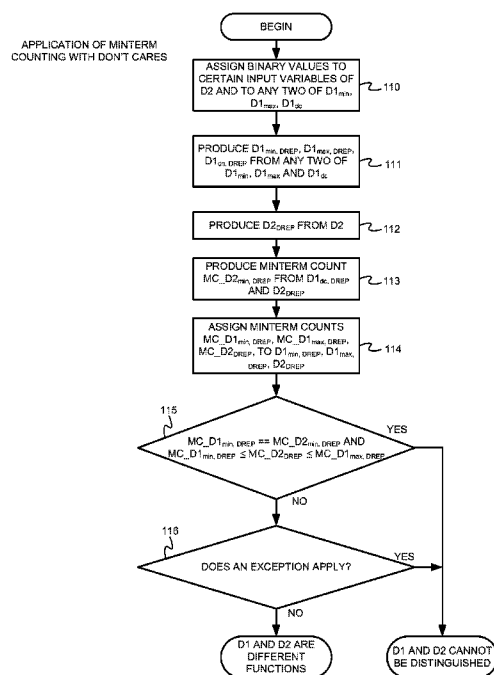 APPLICATION OF MINTERM
COUNTING WITH DON'T CARES
BEGIN
ASSIGN BINARY VALUES TO
CERTAIN INPUT VARIABLES OF
D2 AND TO ANY TWO OF D1min,
D1max, D1dc
110
PRODUCE D1min, DREP, D1max, DREP,
D1dc, DREP FROM ANY TWO OF
D1min, D1max AND D1dc
111
PRODUCE D2DREP FROM D2
112
PRODUCE MINTERM COUNT
MC_D2min, DREP FROM D1dc, DREP
AND D2DREP
113
ASSIGN MINTERM COUNTS
MC_D1min, DREP, MC_D1max, DREP,
MC_D2DREP, TO D1min, DREP, D1max,
DREP, D2DREP
114
115
MC_D1min, DREP == MC_D2min, DREP AND
MC_D1min, DREP ≤ MC_D2DREP ≤ MC_D1max, DREP
YES
NO
116
DOES AN EXCEPTION APPLY?
YES
NO
D1 AND D2 ARE
DIFFERENT
FUNCTIONS
D1 AND D2 CANNOT
BE DISTINGUISHED